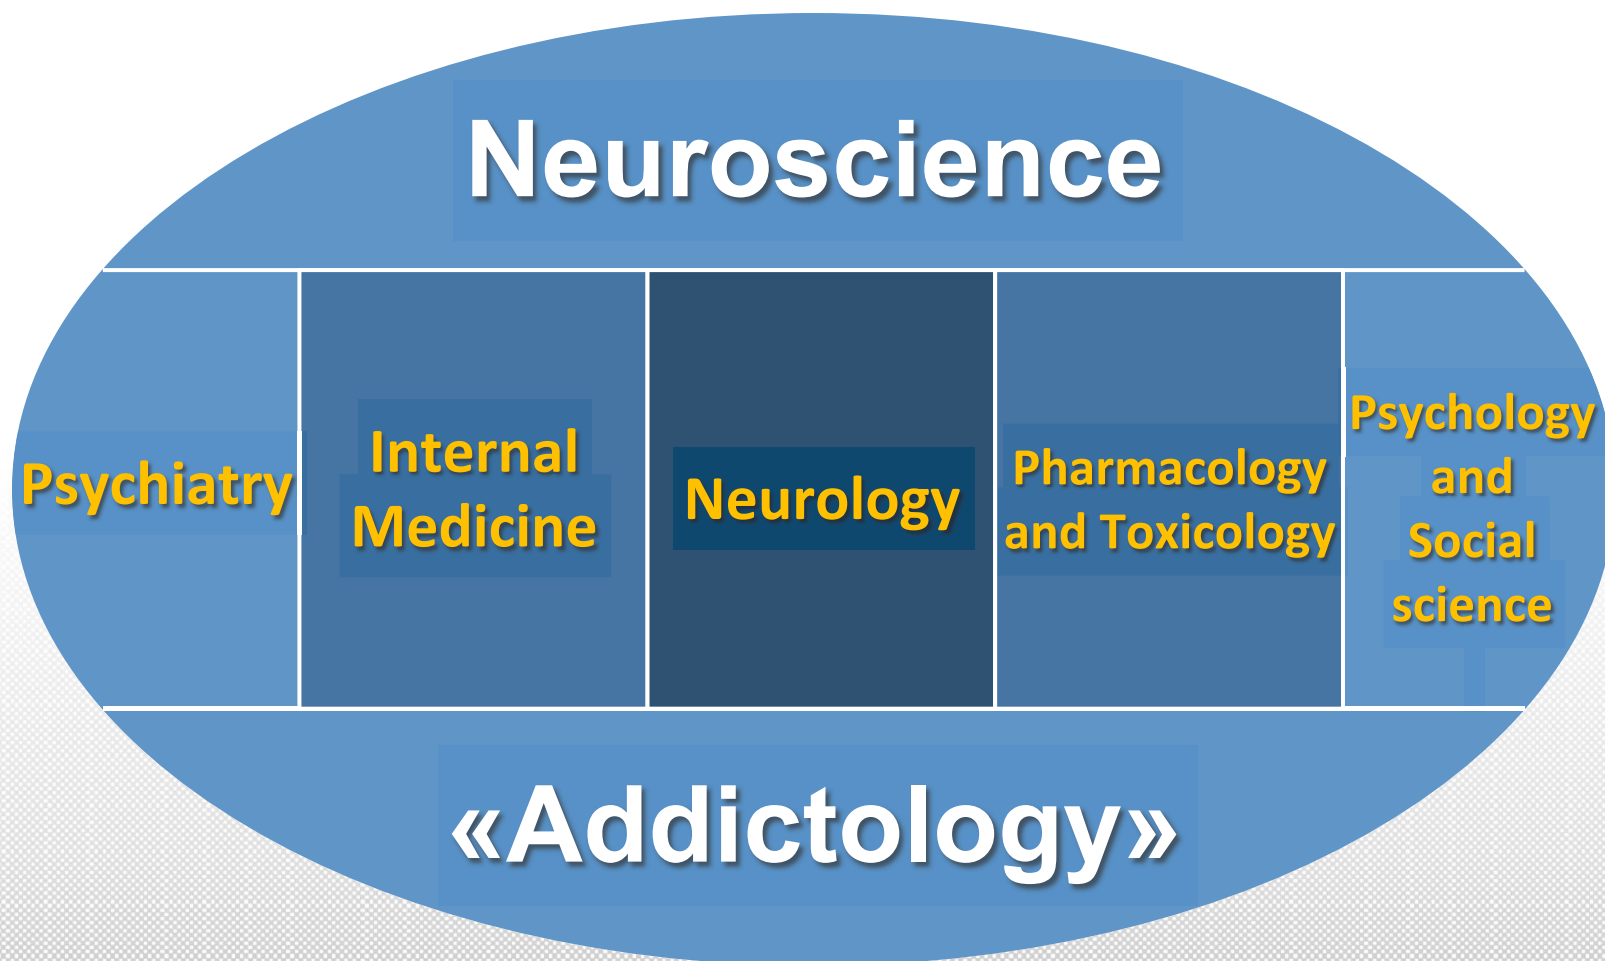 Neuroscience
Psychiatry
Internal
Medicine
Neurology
Pharmacology
and Toxicology
Psychology
and
Social
science
«Addictology»